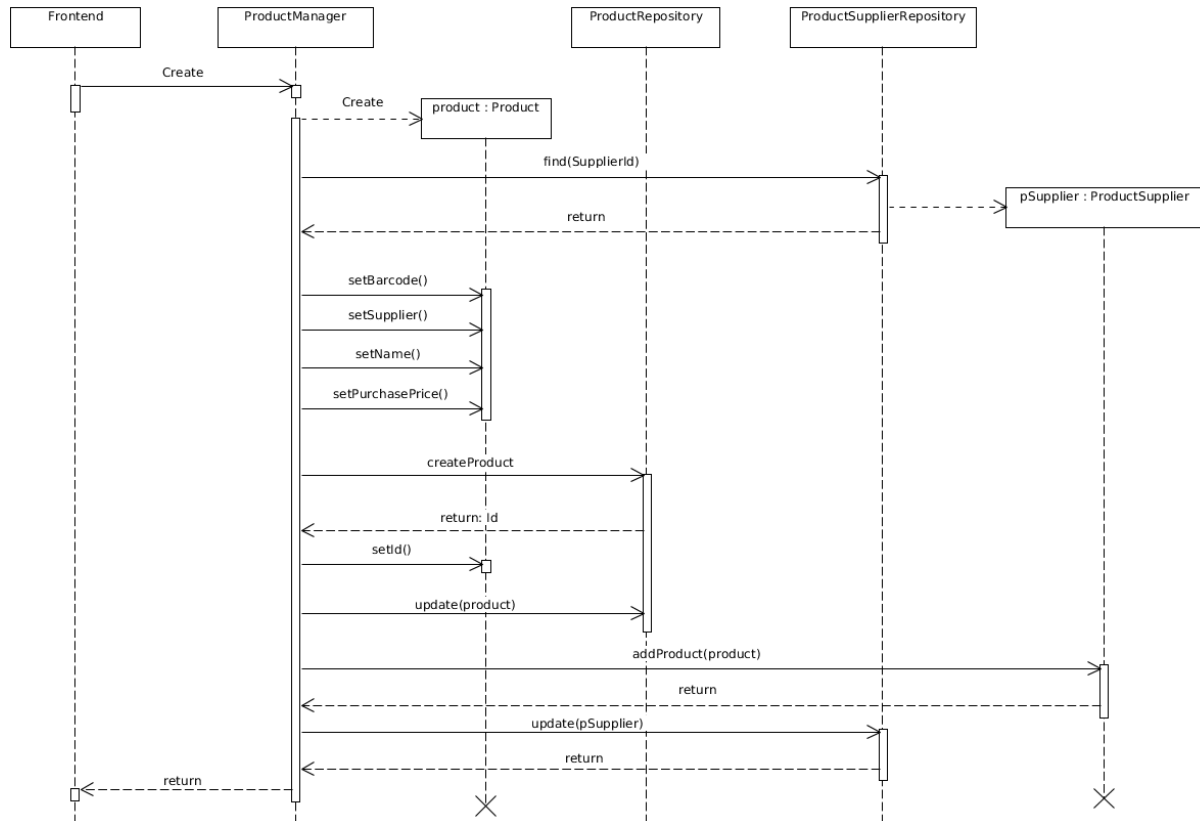 Frontend
ProductManager
ProductRepository
ProductSupplierRepository
Create
Create
product : Product
find(SupplierId)
pSupplier : ProductSupplier
return
setBarcode()
setSupplier()
setName()
setPurchasePrice()
createProduct
return: Id
setId()
update(product)
addProduct(product)
return
update(pSupplier)
return
return